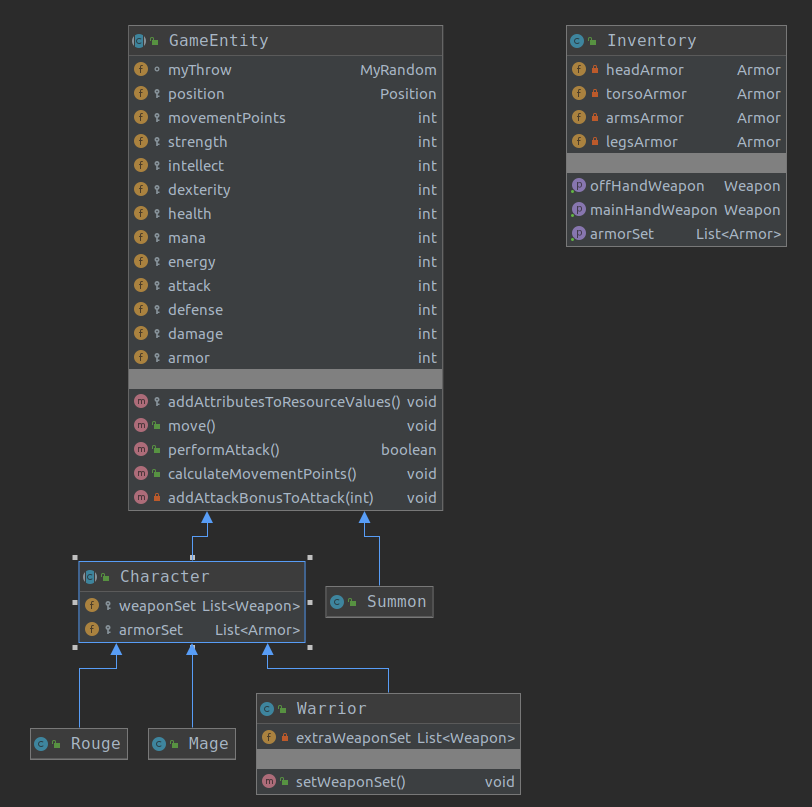 GameEntity
myThrow MyRandom
position Position
movementPoints int
strength int
intellect int
dexterity int
health int
mana int
energy int
attack int
defense int
damage int
armor int
addAttributesToResourceValues() void
move() void
performAttack() boolean
calculateMovementPoints() void
addAttackBonusToAttack(int) void
Inventory
headArmor Armor
torsoArmor Armor
armsArmor Armor
legsArmor Armor
offHandWeapon Weapon
mainHandWeapon Weapon
armorSet List<Armor>
Character
weaponSet List<Weapon>
armorSet List<Armor>
Summon
Rouge
Mage
Warrior
extraWeaponSet List<Weapon>
setWeaponSet() void